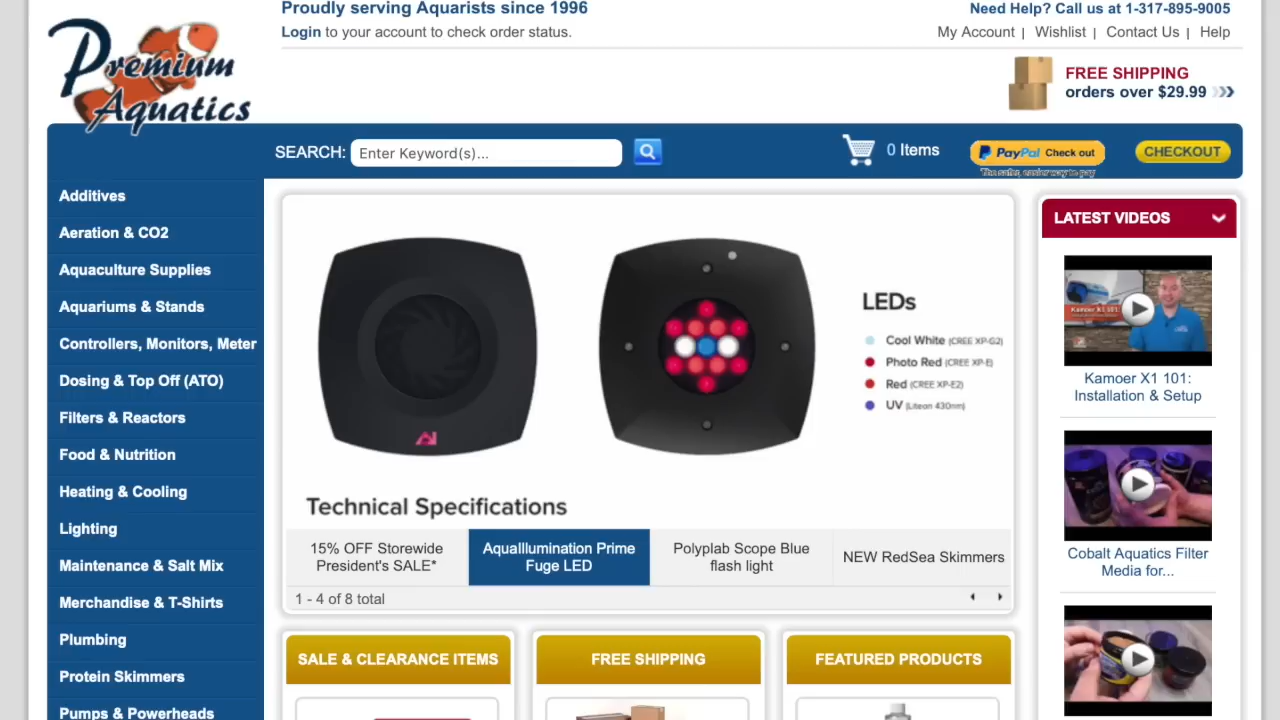 Proudly serving Aquarists since 1996
Need Help? Call us at 1-317-895-9005
Login to your account to check order status.
My Account | Wishlist | Contact Us | Help
Premium
Aquatics
FREE SHIPPING
orders over $29.99
SEARCH:
Enter Keyword(s)...
0 Items
PayPal Check out
The safer, easier way to pay
CHECKOUT
Additives
Aeration & CO2
Aquaculture Supplies
Aquariums & Stands
Controllers, Monitors, Meter
Dosing & Top Off (ATO)
Filters & Reactors
Food & Nutrition
Heating & Cooling
Lighting
Maintenance & Salt Mix
Merchandise & T-Shirts
Plumbing
Protein Skimmers
Pumps & Powerheads
LEDs
Cool White (CREE XP-G2)
Photo Red (CREE XP-E)
Red (CREE XP-E2)
UV (Liteon 430nm)
AI
Technical Specifications
15% OFF Storewide
President's SALE*
AquaIllumination Prime
Fuge LED
Polyplab Scope Blue
flash light
NEW RedSea Skimmers
1 - 4 of 8 total
SALE & CLEARANCE ITEMS
FREE SHIPPING
FEATURED PRODUCTS
LATEST VIDEOS
Kamoer X1 101:
Kamoer X1 101:
Installation & Setup
Cobalt Aquatics Filter
Media for...